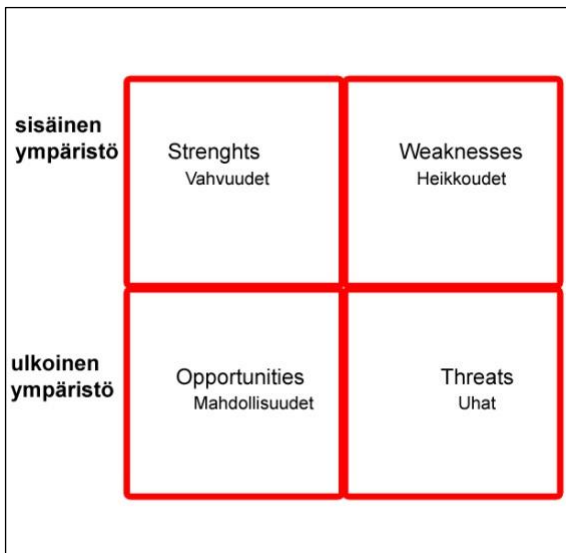 sisäinen
ympäristö
Strenghts
Vahvuudet
Weaknesses
Heikkoudet
ulkoinen
ympäristö
Opportunities
Mahdollisuudet
Threats
Uhat